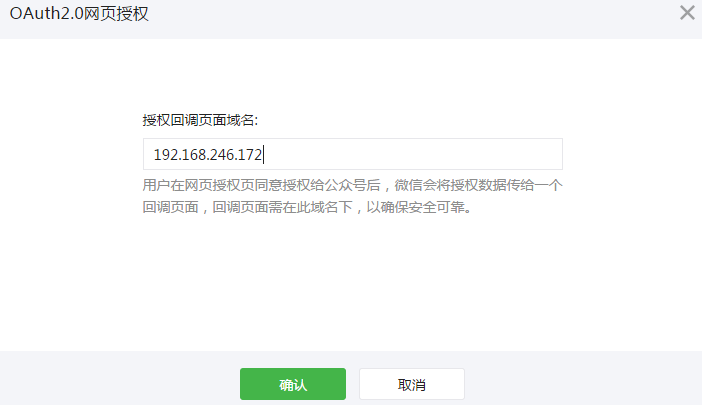 OAuth2.0网页授权
授权回调页面域名:
192.168.246.172
用户在网页授权页同意授权给公众号后，微信会将授权数据传给一个
回调页面，回调页面需在此域名下，以确保安全可靠。
确认
取消